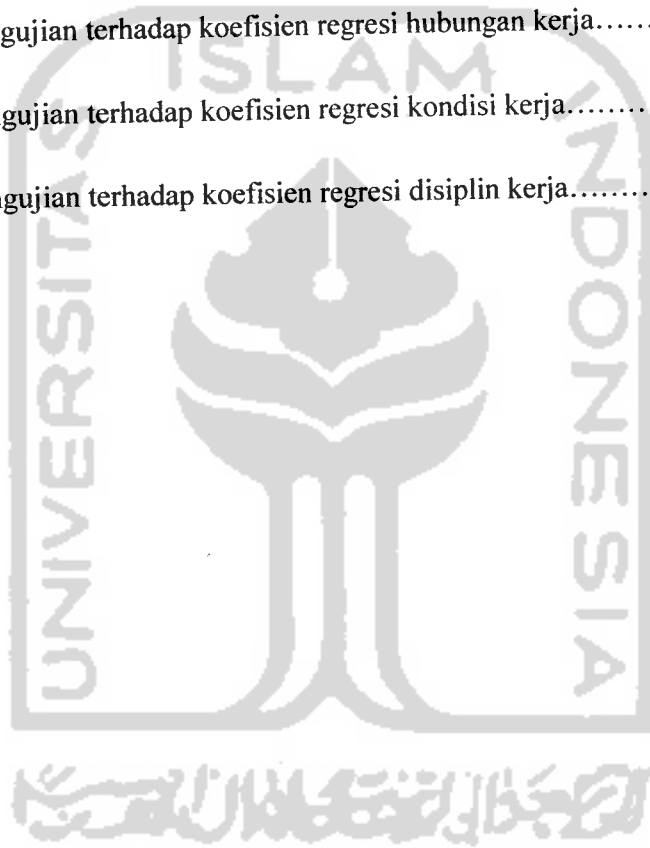 gujian terhadap koefisien regresi hubungan kerja......
gujian terhadap koefisien regresi kondisi kerja.........
ngujian terhadap koefisien regresi disiplin kerja.........
UNIVERSITAS
ISLAM
INDONESIA